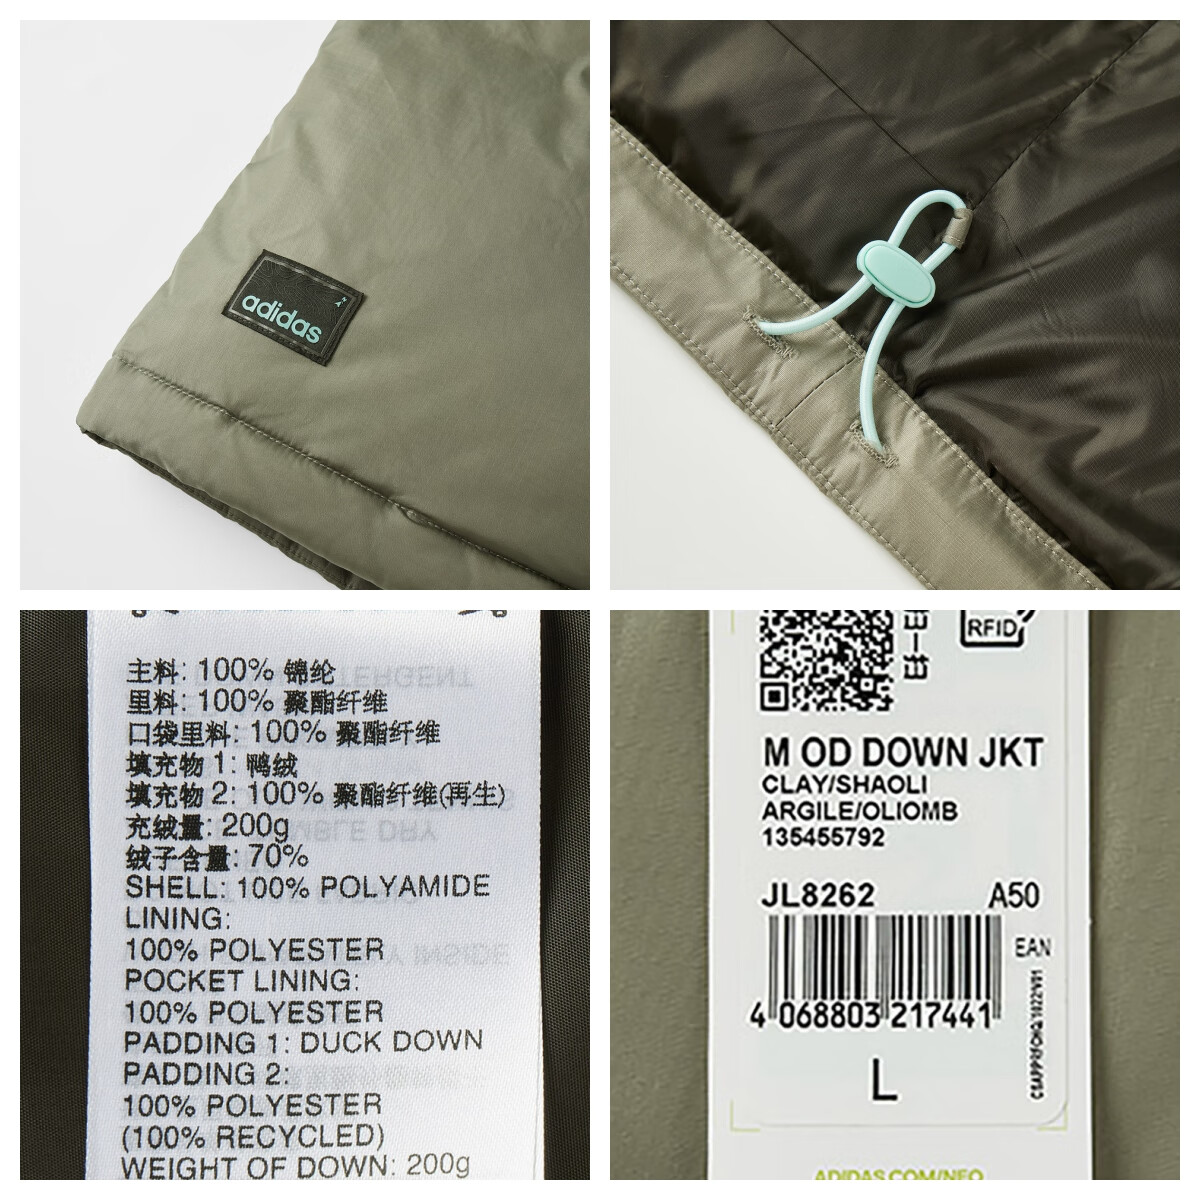 adidas
主料: 100% 锦纶
里料: 100% 聚酯纤维
口袋里料: 100% 聚酯纤维
填充物 1: 鸭绒
填充物 2: 100% 聚酯纤维(再生)
充绒量: 200g
绒子含量: 70%
SHELL: 100% POLYAMIDE
LINING:
100% POLYESTER
POCKET LINING:
100% POLYESTER
PADDING 1: DUCK DOWN
PADDING 2:
100% POLYESTER
(100% RECYCLED)
WEIGHT OF DOWN: 200g
RFID
M OD DOWN JKT
CLAY/SHAOLI
ARGILE/OLIOMB
135455792
JL8262 A50
EAN
4 068803 217441
L
ADIDAS.COM/NEO